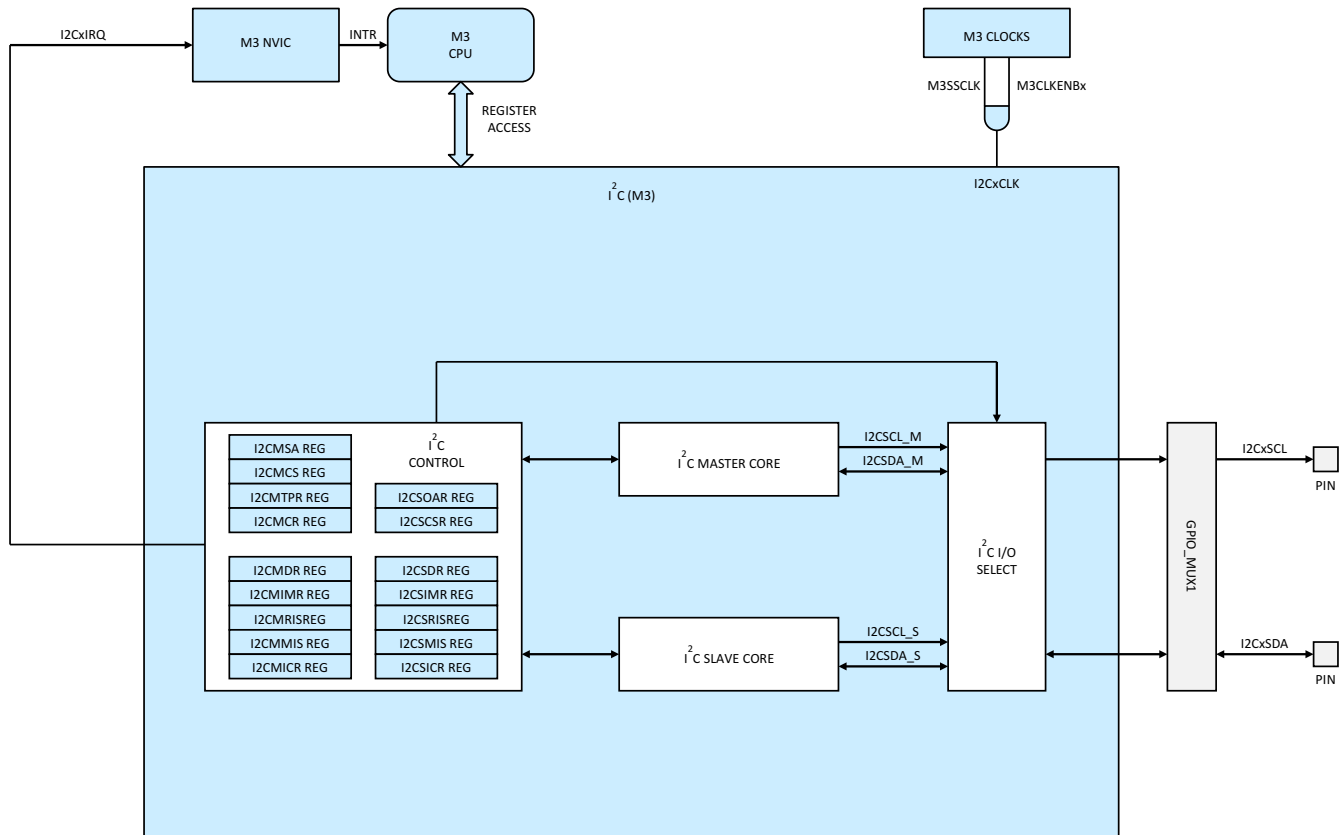 I2CxIRQ
M3 NVIC
INTR
M3
CPU
M3 CLOCKS
M3SSCLK
M3CLKENBx
REGISTER
ACCESS
I2CxCLK
I²C (M3)
I²C
CONTROL
I2CMSA REG
I2CMCS REG
I2CMTPR REG
I2CMCR REG
I2CSOAR REG
I2CSCSR REG
I2CMDR REG
I2CMIMR REG
I2CMRISREG
I2CMMIS REG
I2CMICR REG
I2CSDR REG
I2CSIMR REG
I2CSRISREG
I2CSMIS REG
I2CSICR REG
I²C MASTER CORE
I2CSCL_M
I2CSDA_M
I²C SLAVE CORE
I2CSCL_S
I2CSDA_S
I²C I/O
SELECT
GPIO_MUX1
I2CxSCL
PIN
I2CxSDA
PIN